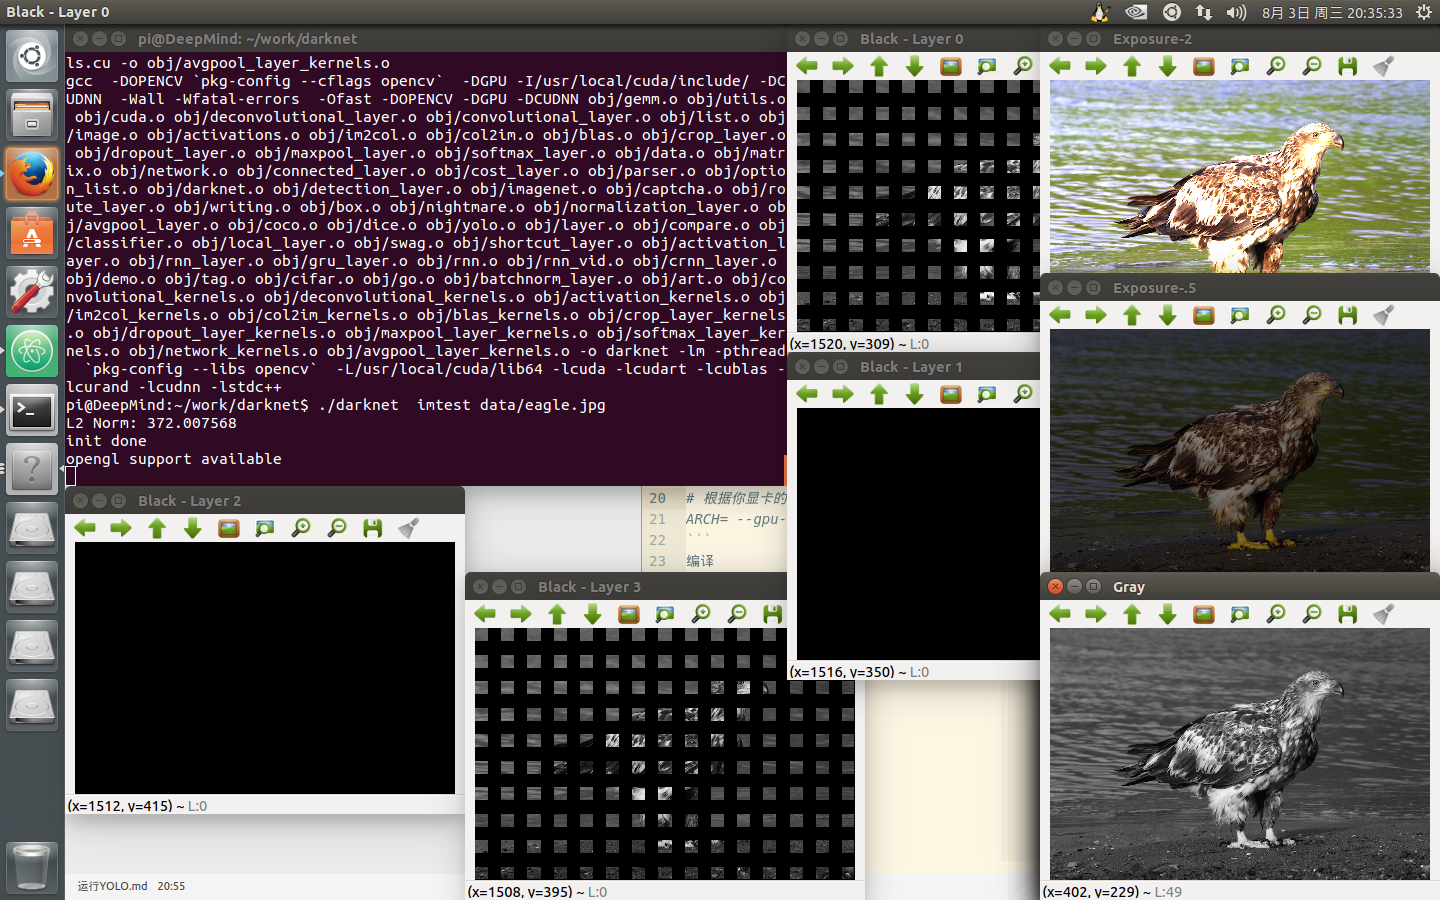 Black - Layer 0
8月 3日 周三 20:35:33
pi@DeepMind: ~/work/darknet
ls.cu -o obj/avgpool_layer_kernels.o
gcc  -DOPENCV `pkg-config --cflags opencv`  -DGPU -I/usr/local/cuda/include/ -DC
UDNN  -Wall -Wfatal-errors  -Ofast -DOPENCV -DGPU -DCUDNN obj/gemm.o obj/utils.o
 obj/cuda.o obj/deconvolutional_layer.o obj/convolutional_layer.o obj/list.o obj
/image.o obj/activations.o obj/im2col.o obj/col2im.o obj/blas.o obj/crop_layer.o
 obj/dropout_layer.o obj/maxpool_layer.o obj/softmax_layer.o obj/data.o obj/matr
ix.o obj/network.o obj/connected_layer.o obj/cost_layer.o obj/parser.o obj/optio
n_list.o obj/darknet.o obj/detection_layer.o obj/imagenet.o obj/captcha.o obj/ro
ute_layer.o obj/writing.o obj/box.o obj/nightmare.o obj/normalization_layer.o ob
j/avgpool_layer.o obj/coco.o obj/dice.o obj/yolo.o obj/layer.o obj/compare.o obj
/classifier.o obj/local_layer.o obj/swag.o obj/shortcut_layer.o obj/activation_l
ayer.o obj/rnn_layer.o obj/gru_layer.o obj/rnn.o obj/rnn_vid.o obj/crnn_layer.o
obj/demo.o obj/tag.o obj/cifar.o obj/go.o obj/batchnorm_layer.o obj/art.o obj/co
nvolutional_kernels.o obj/deconvolutional_kernels.o obj/activation_kernels.o obj
/im2col_kernels.o obj/col2im_kernels.o obj/blas_kernels.o obj/crop_layer_kernels
.o obj/dropout_layer_kernels.o obj/maxpool_layer_kernels.o obj/softmax_layer_ker
nels.o obj/network_kernels.o obj/avgpool_layer_kernels.o -o darknet -lm -pthread
  `pkg-config --libs opencv`  -L/usr/local/cuda/lib64 -lcuda -lcudart -lcublas -
lcurand -lcudnn -lstdc++
pi@DeepMind:~/work/darknet$ ./darknet  imtest data/eagle.jpg
L2 Norm: 372.007568
init done
opengl support available
Black - Layer 0
(x=1520, y=309) ~ L:0
Exposure-2
Exposure-.5
Black - Layer 1
(x=1516, y=350) ~ L:0
Black - Layer 2
(x=1512, y=415) ~ L:0
20 # 根据你显卡的
21 ARCH= --gpu-
22 ```
23 编译
Black - Layer 3
(x=1508, y=395) ~ L:0
Gray
(x=402, y=229) ~ L:49
运行YOLO.md 20:55